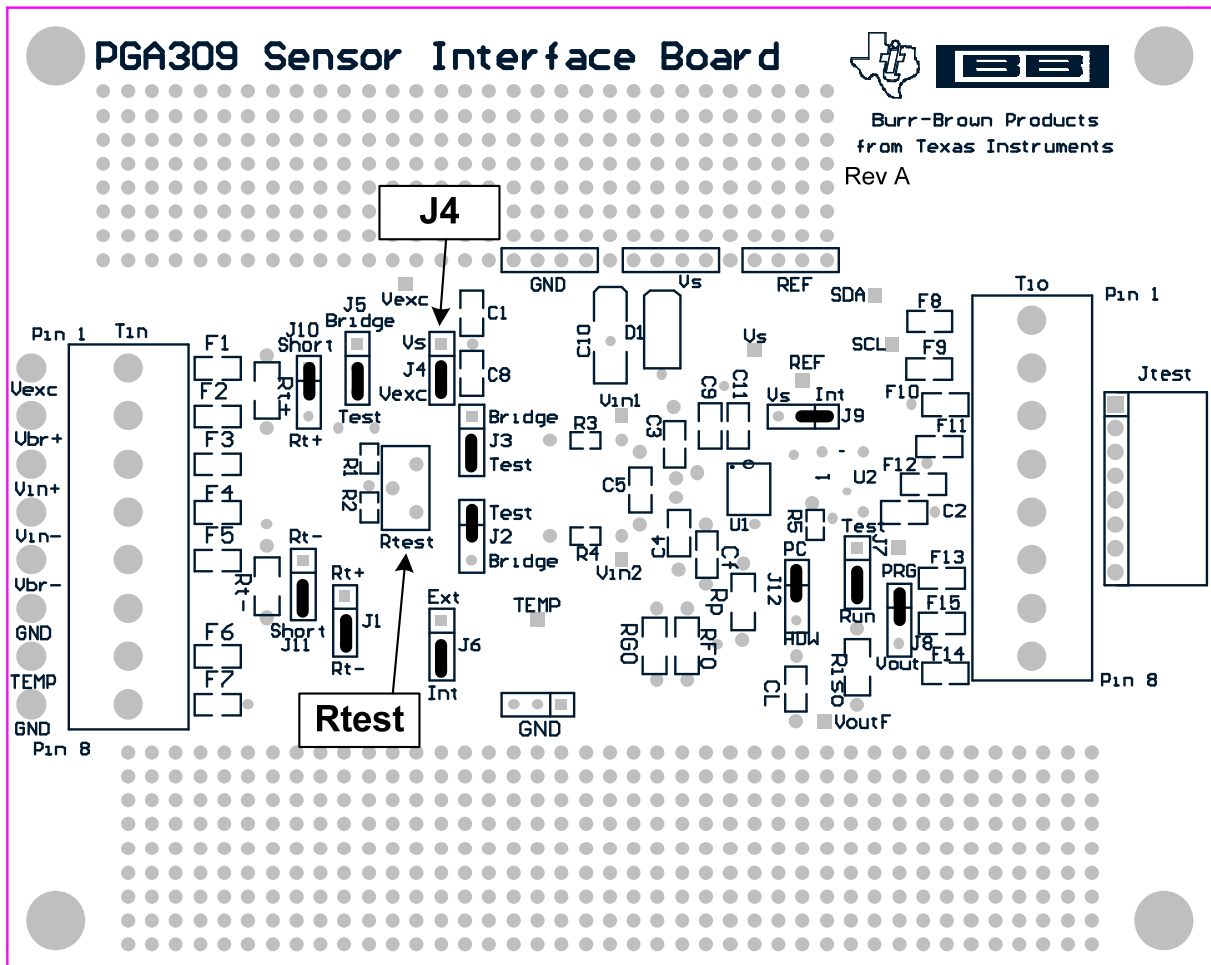 PGA309 Sensor Interface Board
BB
Burr-Brown Products
from Texas Instruments
Rev A
J4
GND
Vs
REF
Vexc
SDA
Tio
Pin 1
J5
Bridge
C1
C10
D1
F8
Pin 1
Tin
J10
Short
F1
Vs
Vs
SCL
F9
REF
Jtest
Vexc
F2
Rt+
J4
C8
Vexc
Vin1
C9
C11
Vs
Int
J9
F10
Test
Bridge
Vbr+
F3
Rt+
J3
R3
C3
F11
R1
Test
Vin+
F4
R2
C5
U1
1
U2
F12
C2
Test
J2
R5
Test
J7
Vin-
F5
Rt-
Rtest
R4
C4
Cf
PC
Bridge
Vin2
F13
Vbr-
Rt-
Rt+
J12
PRG
Ext
TEMP
Rp
Run
F15
GND
Short
J11
J1
J6
HDW
J8
F6
RGO
RFO
Vout
F14
TEMP
Rt-
Int
Riso
Pin 8
F7
CL
Rtest
GND
GND
VoutF
Pin 8